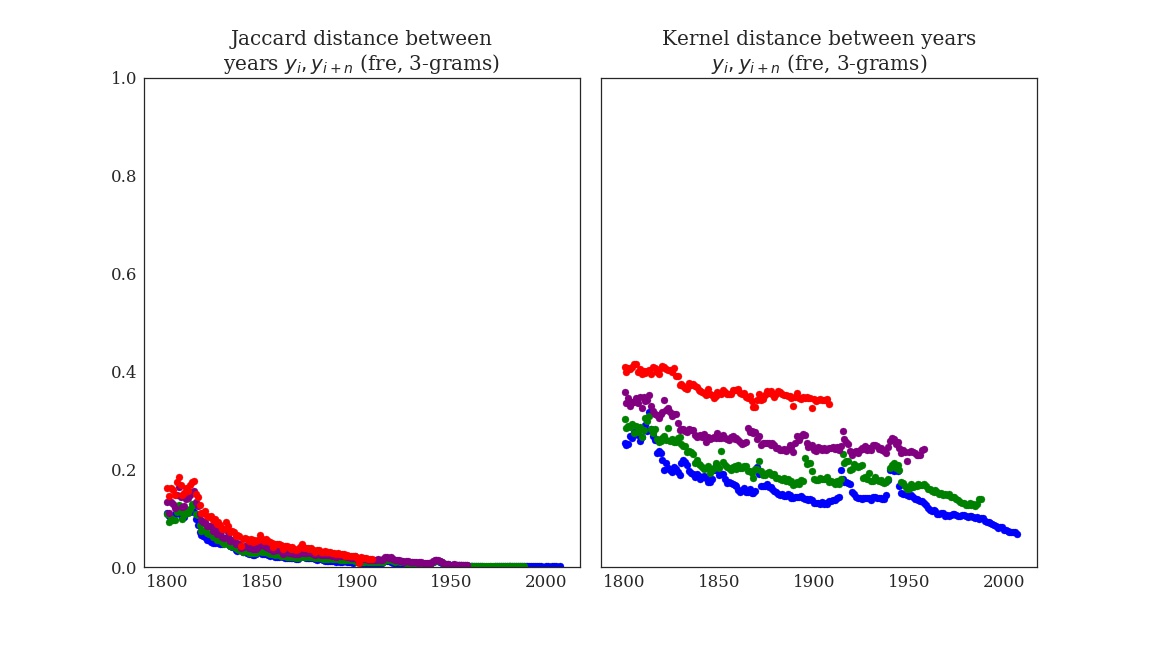 Jaccard distance between
years $y_i, y_{i+n}$ (fre, 3-grams)
Kernel distance between years
$y_i, y_{i+n}$ (fre, 3-grams)
1.0
0.8
0.6
0.4
0.2
0.0
1800 1850 1900 1950 2000
1800 1850 1900 1950 2000